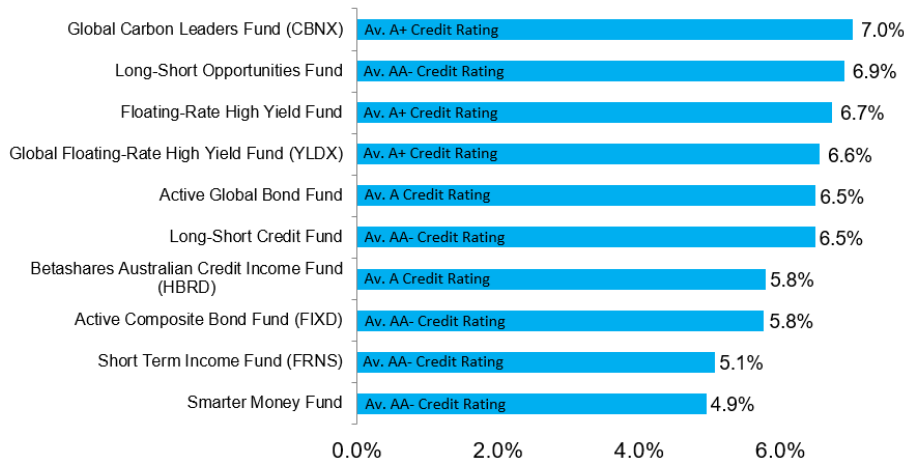 Global Carbon Leaders Fund (CBNX) Av. A+ Credit Rating 7.0%
Long-Short Opportunities Fund Av. AA- Credit Rating 6.9%
Floating-Rate High Yield Fund Av. A+ Credit Rating 6.7%
Global Floating-Rate High Yield Fund (YLDX) Av. A+ Credit Rating 6.6%
Active Global Bond Fund Av. A Credit Rating 6.5%
Long-Short Credit Fund Av. AA- Credit Rating 6.5%
Betashares Australian Credit Income Fund
(HBRD) Av. A Credit Rating 5.8%
Active Composite Bond Fund (FIXD) Av. AA- Credit Rating 5.8%
Short Term Income Fund (FRNS) Av. AA- Credit Rating 5.1%
Smarter Money Fund Av. AA- Credit Rating 4.9%
0.0% 2.0% 4.0% 6.0%